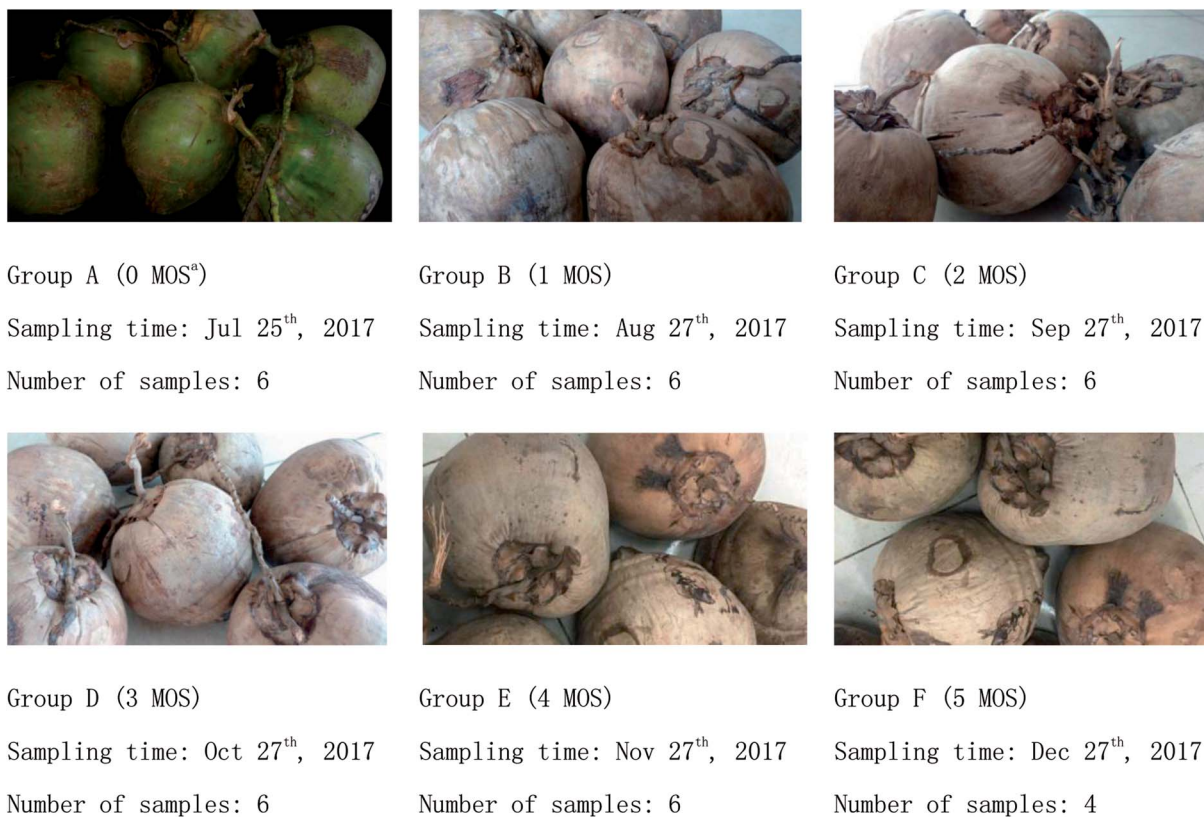 Group A (0 MOSᵃ)
Sampling time: Jul 25ᵗʰ, 2017
Number of samples: 6
Group B (1 MOS)
Sampling time: Aug 27ᵗʰ, 2017
Number of samples: 6
Group C (2 MOS)
Sampling time: Sep 27ᵗʰ, 2017
Number of samples: 6
Group D (3 MOS)
Sampling time: Oct 27ᵗʰ, 2017
Number of samples: 6
Group E (4 MOS)
Sampling time: Nov 27ᵗʰ, 2017
Number of samples: 6
Group F (5 MOS)
Sampling time: Dec 27ᵗʰ, 2017
Number of samples: 4